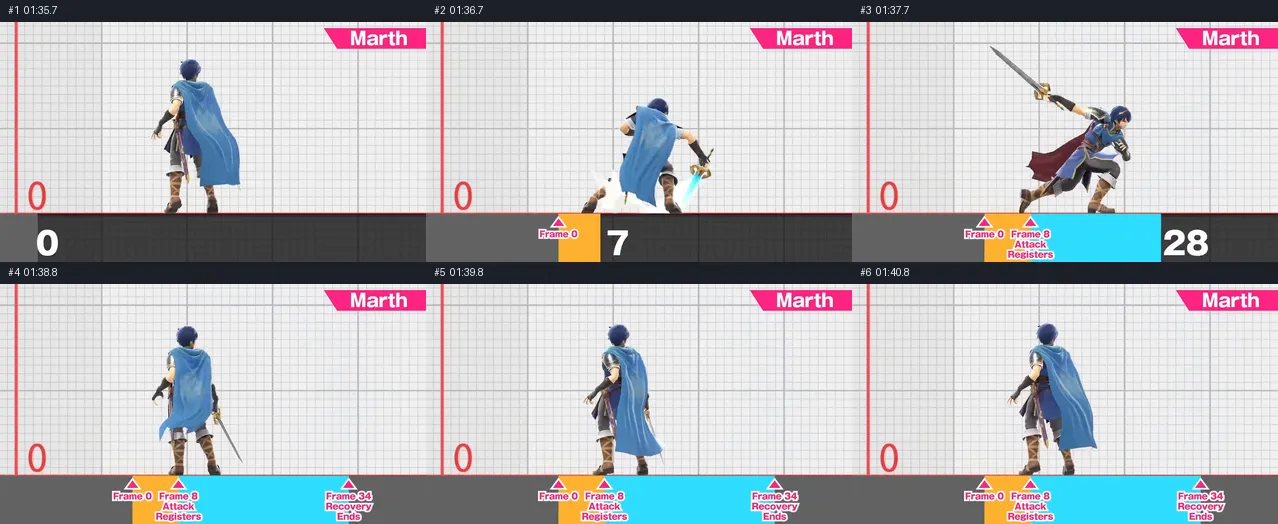 #1 01:35.7
Marth
0
0
#2 01:36.7
Marth
0
Frame 0
7
#3 01:37.7
Marth
0
Frame 0
Frame 8
Attack
Registers
28
#4 01:38.8
Marth
0
Frame 0
Frame 8
Attack
Registers
Frame 34
Recovery
Ends
#5 01:39.8
Marth
0
Frame 0
Frame 8
Attack
Registers
Frame 34
Recovery
Ends
#6 01:40.8
Marth
0
Frame 0
Frame 8
Attack
Registers
Frame 34
Recovery
Ends